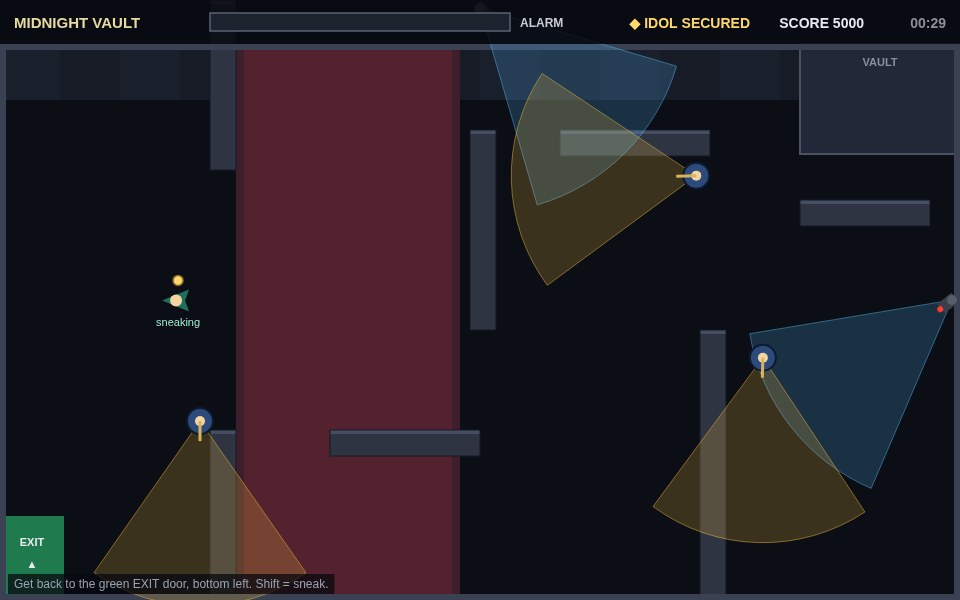 MIDNIGHT VAULT
ALARM
◆ IDOL SECURED
SCORE 5000
00:29
VAULT
sneaking
EXIT
▲
Get back to the green EXIT door, bottom left. Shift = sneak.